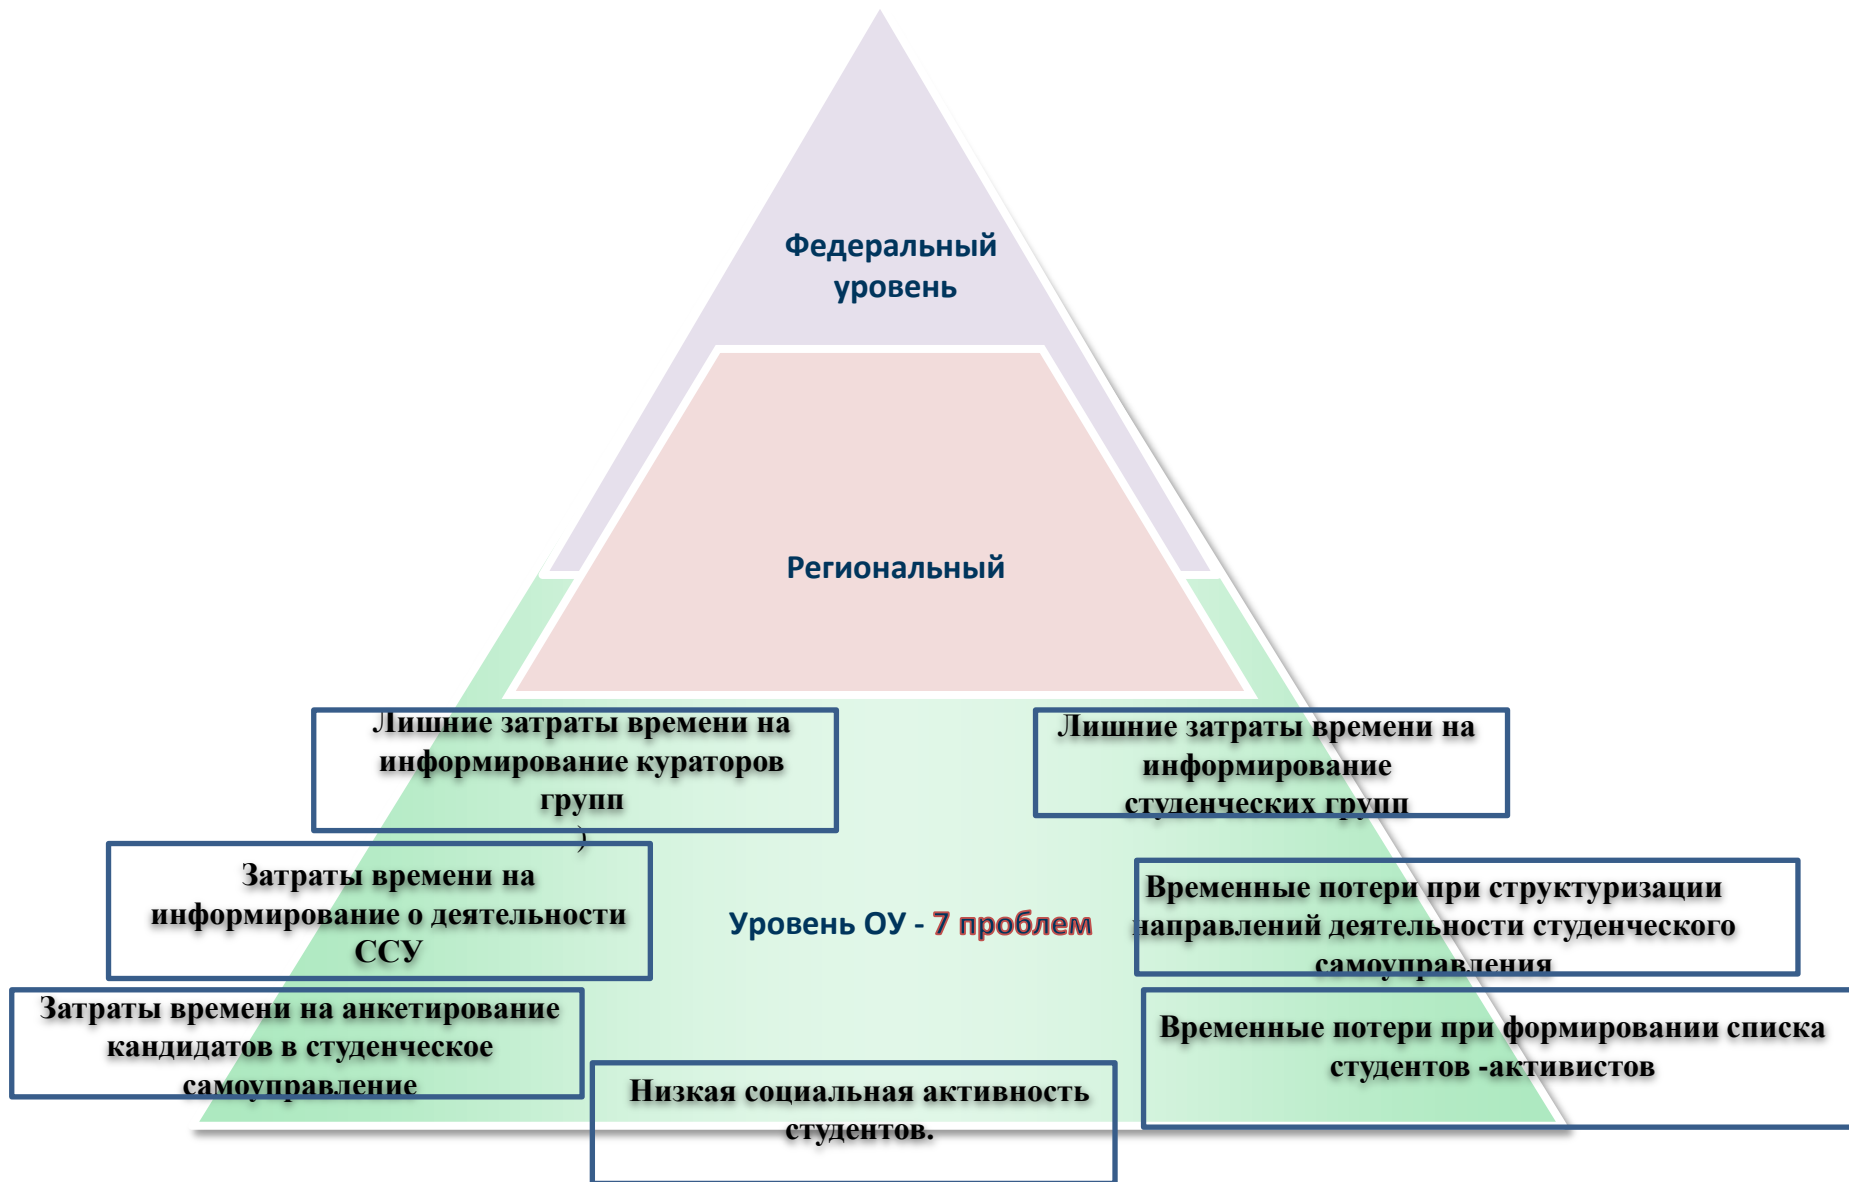 Федеральный
уровень
Региональный
Лишние затраты времени на
информирование кураторов
групп
)
Лишние затраты времени на
информирование
студенческих групп
Затраты времени на
информирование о деятельности
ССУ
Уровень ОУ - 7 проблем
Временные потери при структуризации
направлений деятельности студенческого
самоуправления
Затраты времени на анкетирование
кандидатов в студенческое
самоуправление
Временные потери при формировании списка
студентов -активистов
Низкая социальная активность
студентов.